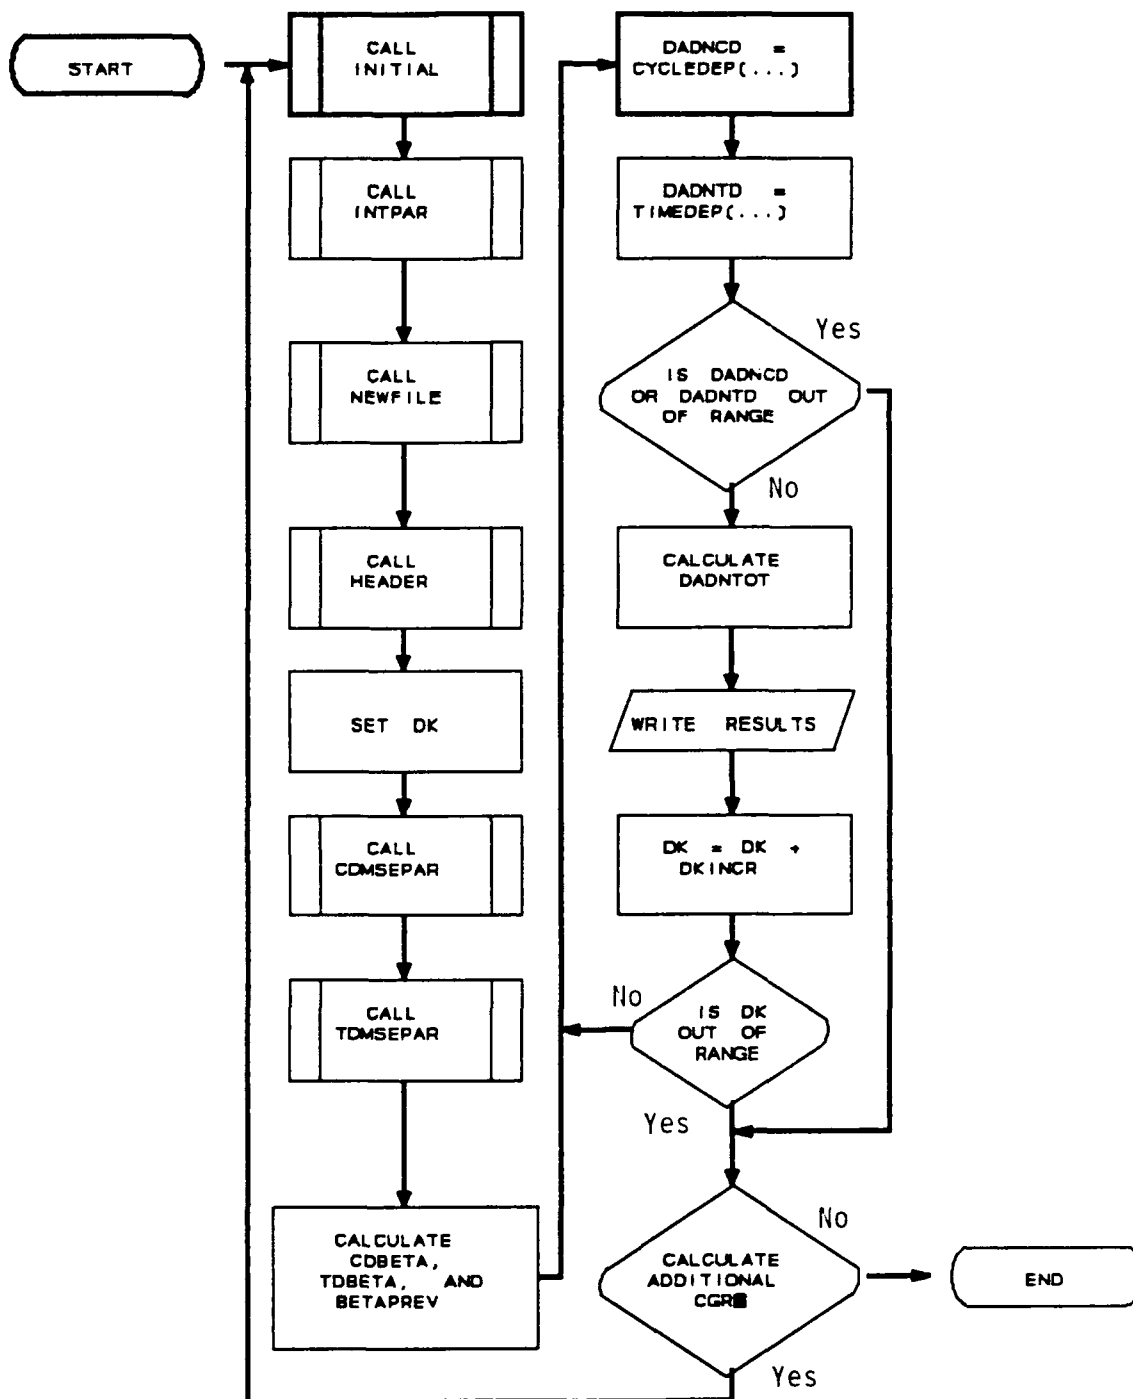 START
CALL
INITIAL
CALL
INTPAR
CALL
NEWFILE
CALL
HEADER
SET DK
CALL
CDMSEPAR
CALL
TDMSEPAR
CALCULATE
CDBETA,
TDBETA, AND
BETAPREV
DADNCD =
CYCLEDEP(...)
DADNTD =
TIMEDEP(...)
Yes
IS DADNCD
OR DADNTD OUT
OF RANGE
No
CALCULATE
DADNTOT
WRITE RESULTS
DK = DK +
DKINCR
No
IS DK
OUT OF
RANGE
Yes
No
CALCULATE
ADDITIONAL
CGRS
Yes
END